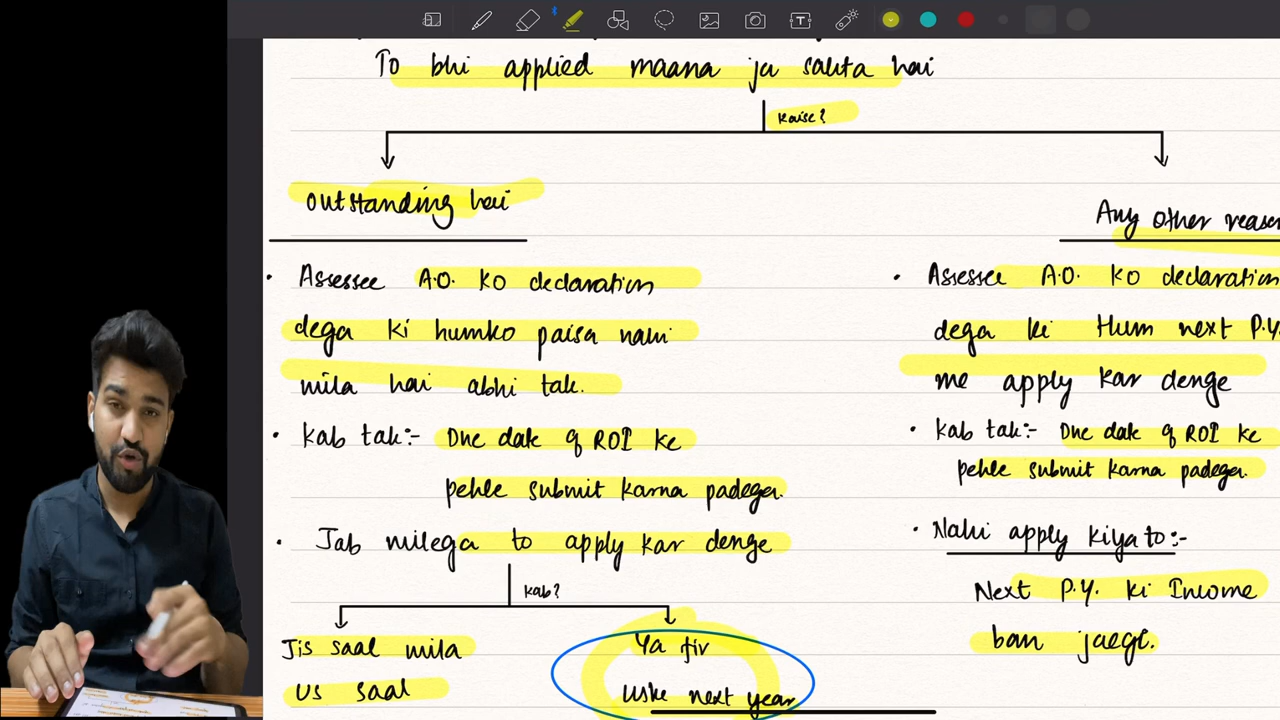 To bhi applied maana ja sakta hai
Kaise?
Outstanding hai
Assessee A.O. ko declaration
dega ki humko paisa nahi
mila hai abhi tak.
Kab tak:- Due date of ROI ke
pehle submit karna padega.
Jab milega to apply kar denge
Kab?
Jis saal mila
us saal
Ya fir
uske next year
Any other reason
Assessee A.O. ko declaration
dega ki Hum next P.Y.
me apply kar denge
Kab tak:- Due date of ROI ke
pehle submit karna padega.
Nahi apply kiya to:-
Next P.Y. ki Income
ban jaegi.